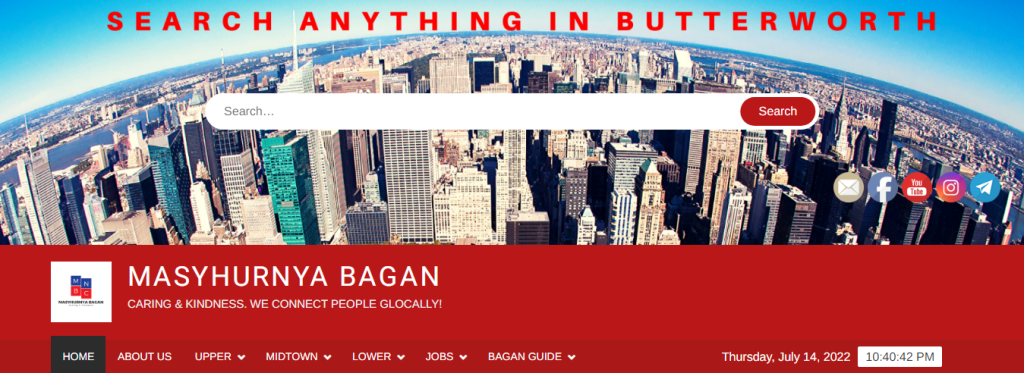 SEARCH ANYTHING IN BUTTERWORTH
Search…
Search
You
Tube
M N
B C
MASYHURNYA BAGAN
MASYHURNYA BAGAN
CARING & KINDNESS. WE CONNECT PEOPLE GLOCALLY!
HOME ABOUT US UPPER MIDTOWN LOWER JOBS BAGAN GUIDE Thursday, July 14, 2022 10:40:42 PM